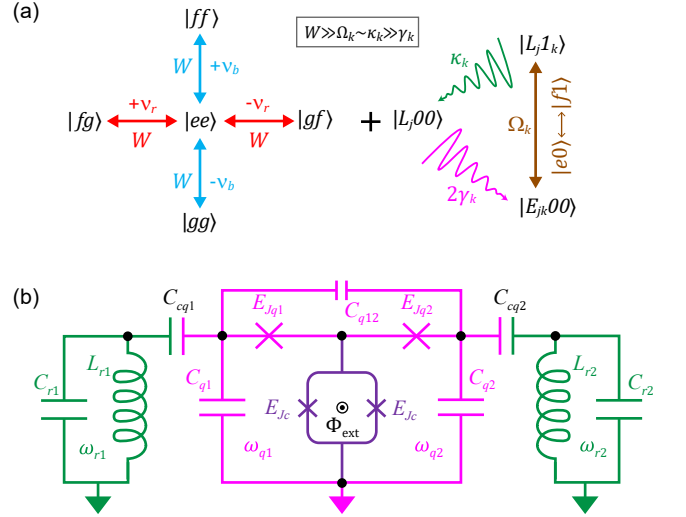 (a)
|ff⟩
W≫Ω_k~κ_k≫γ_k
|L_j1_k⟩
W +ν_b
κ_k
+ν_r
-ν_r
|fg⟩ |ee⟩ |gf⟩ + |L_j00⟩
W W
Ω_k
|e0⟩↔|f1⟩
W -ν_b
2γ_k
|gg⟩
|E_jk00⟩
(b)
C_cq1 E_Jq1 C_q12 E_Jq2 C_cq2
L_r1 L_r2
C_r1 C_q1 C_q2 C_r2
E_Jc Φ_ext E_Jc
ω_r1 ω_q1 ω_q2 ω_r2